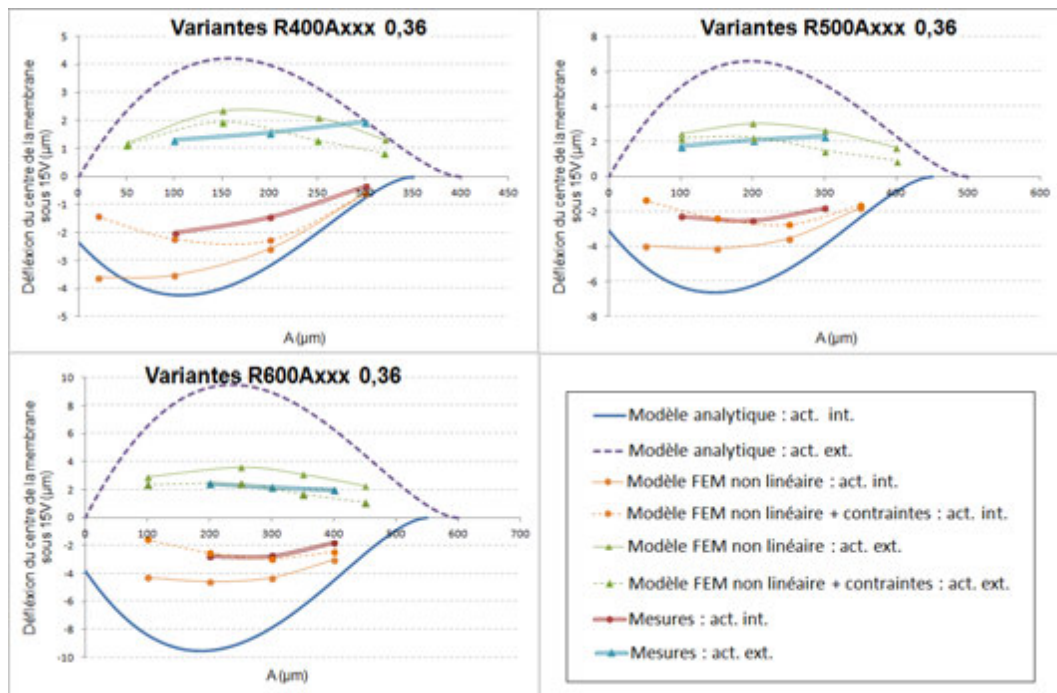 Variantes R400Axxx 0,36
Défléxion du centre de la membrane
sous 15V (µm)
5
4
3
2
1
0
-1
-2
-3
-4
-5
0 50 100 150 200 250 300 350 400 450
A (µm)
Variantes R500Axxx 0,36
Défléxion du centre de la membrane
sous 15V (µm)
8
6
4
2
0
-2
-4
-6
-8
0 100 200 300 400 500 600
A (µm)
Variantes R600Axxx 0,36
Défléxion du centre de la membrane
sous 15V (µm)
10
8
6
4
2
0
-2
-4
-6
-8
-10
0 100 200 300 400 500 600 700
A (µm)
Modèle analytique : act. int.
Modèle analytique : act. ext.
Modèle FEM non linéaire : act. int.
Modèle FEM non linéaire + contraintes : act. int.
Modèle FEM non linéaire : act. ext.
Modèle FEM non linéaire + contraintes : act. ext.
Mesures : act. int.
Mesures : act. ext.